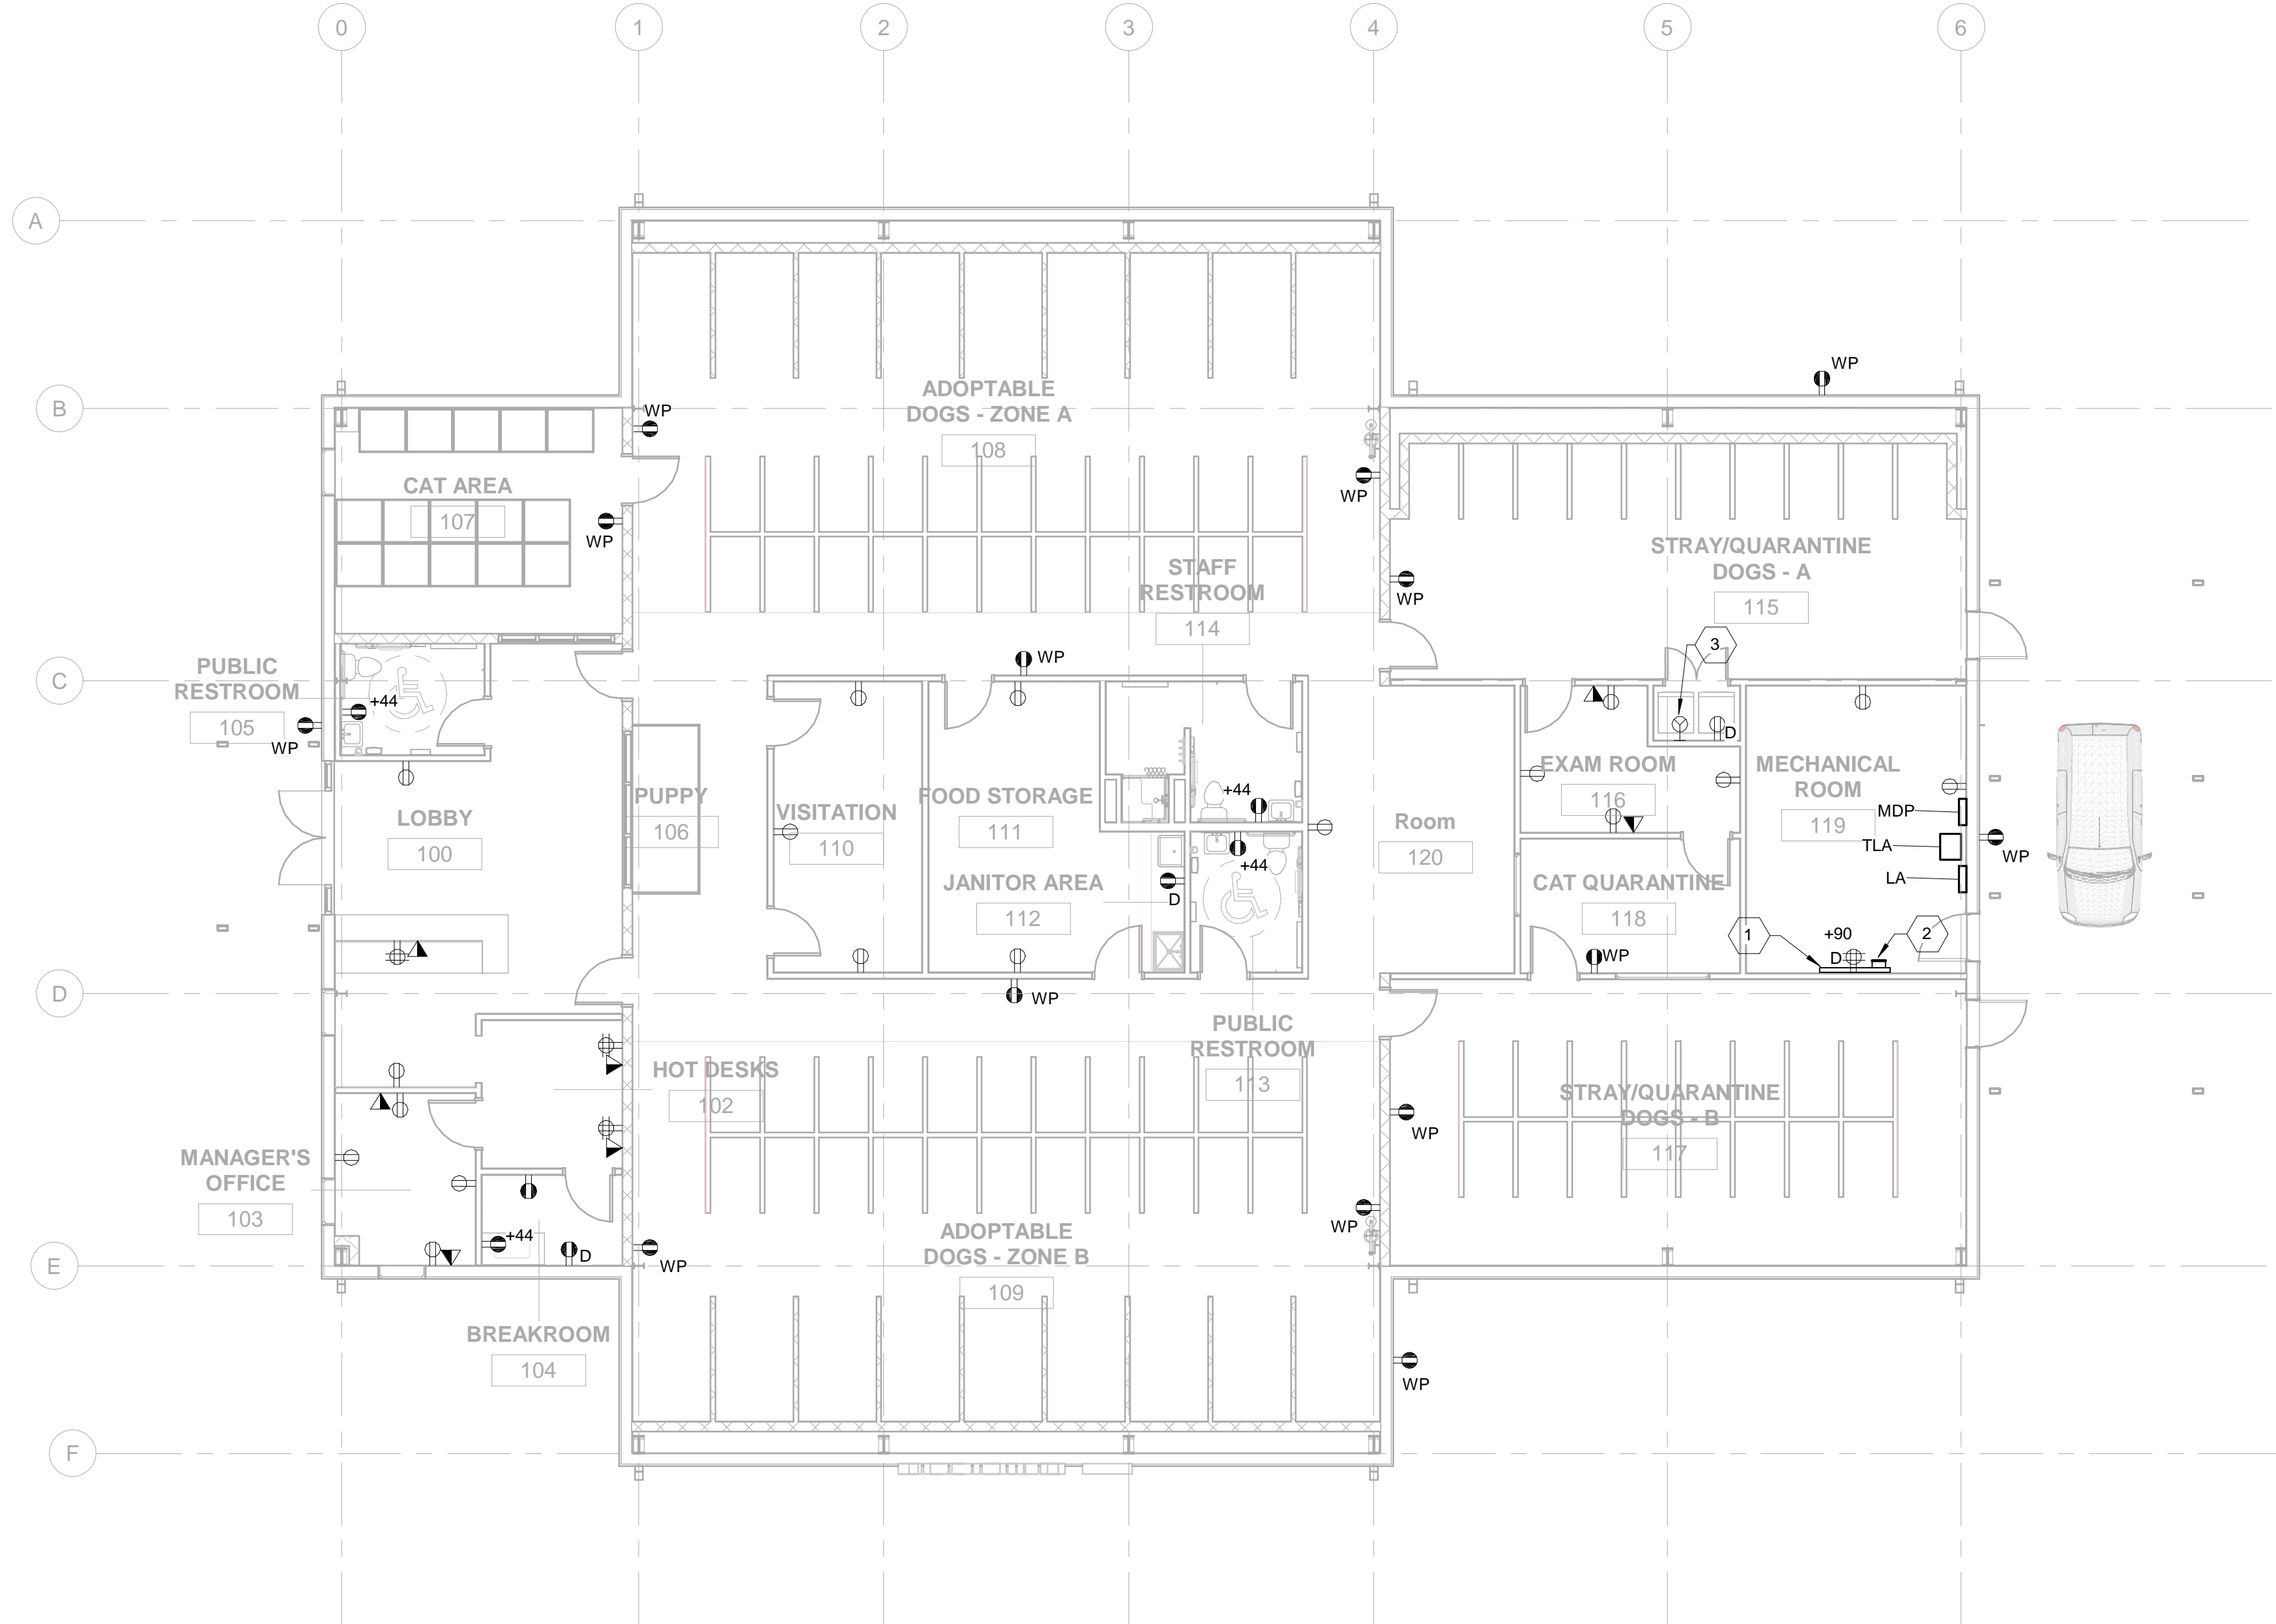 0
1
2
3
4
5
6
A
WP
ADOPTABLE
DOGS - ZONE A
108
B
WP
CAT AREA
107
WP
WP
STRAY/QUARANTINE
DOGS - A
115
WP
STAFF
RESTROOM
114
3
WP
PUBLIC
RESTROOM
105
C
+44
WP
D
EXAM ROOM
116
MECHANICAL
ROOM
119
PUPPY
106
VISITATION
110
FOOD STORAGE
111
+44
LOBBY
100
Room
120
MDP
TLA
LA
WP
+44
JANITOR AREA
112
D
CAT QUARANTINE
118
1
+90
D
2
WP
D
WP
PUBLIC
RESTROOM
113
HOT DESKS
102
STRAY/QUARANTINE
DOGS - B
117
WP
MANAGER'S
OFFICE
103
WP
+44
D
E
WP
ADOPTABLE
DOGS - ZONE B
109
BREAKROOM
104
WP
F